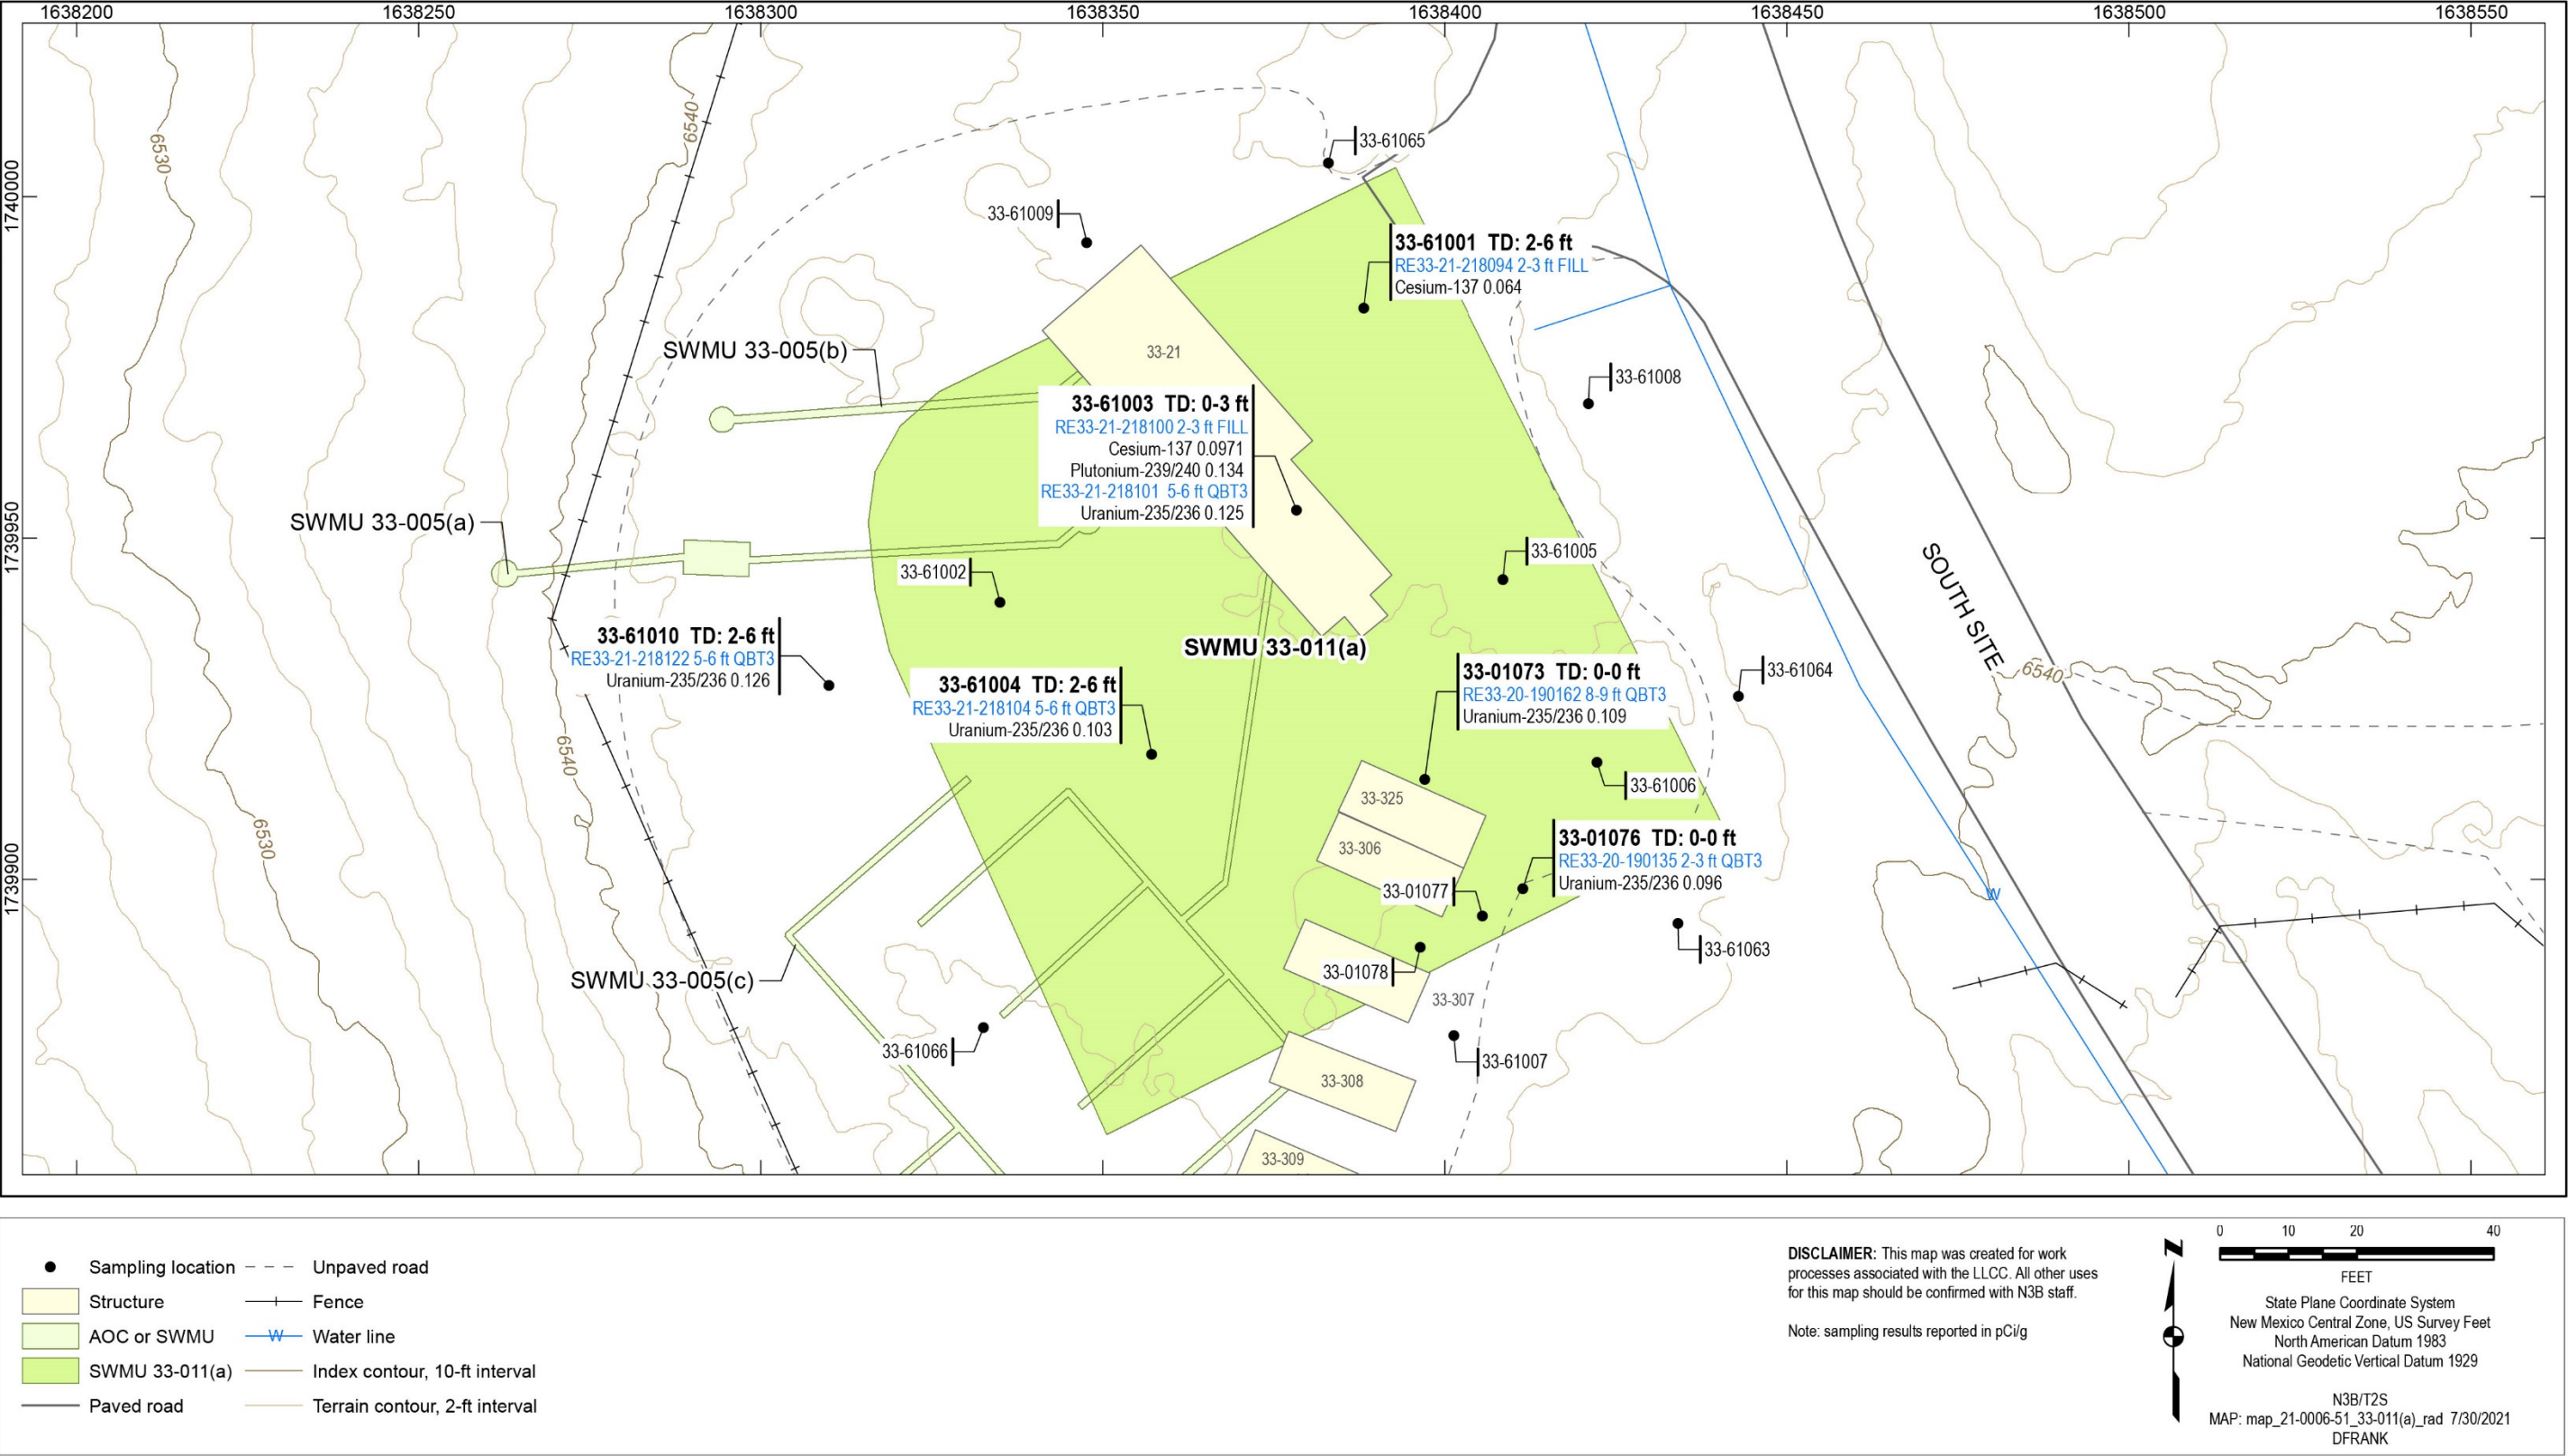 1638200
1638250
1638300
1638350
1638400
1638450
1638500
1638550
1740000
1739950
1739900
6530
6540
33-61065
33-61009
33-61001 TD: 2-6 ft
RE33-21-218094 2-3 ft FILL
Cesium-137 0.064
SWMU 33-005(b)
33-21
33-61008
33-61003 TD: 0-3 ft
RE33-21-218100 2-3 ft FILL
Cesium-137 0.0971
Plutonium-239/240 0.134
RE33-21-218101 5-6 ft QBT3
Uranium-235/236 0.125
SWMU 33-005(a)
33-61002
33-61005
SOUTH SITE
33-61010 TD: 2-6 ft
RE33-21-218122 5-6 ft QBT3
Uranium-235/236 0.126
SWMU 33-011(a)
33-61004 TD: 2-6 ft
RE33-21-218104 5-6 ft QBT3
Uranium-235/236 0.103
33-01073 TD: 0-0 ft
RE33-20-190162 8-9 ft QBT3
Uranium-235/236 0.109
33-61064
6540
6540
33-61006
33-325
33-306
6530
33-01076 TD: 0-0 ft
RE33-20-190135 2-3 ft QBT3
Uranium-235/236 0.096
33-01077
W
33-61063
33-01078
SWMU 33-005(c)
33-307
33-61066
33-61007
33-308
33-309
Sampling location
Structure
AOC or SWMU
SWMU 33-011(a)
Paved road
Unpaved road
Fence
W Water line
Index contour, 10-ft interval
Terrain contour, 2-ft interval
DISCLAIMER: This map was created for work
processes associated with the LLCC. All other uses
for this map should be confirmed with N3B staff.
Note: sampling results reported in pCi/g
N
0 10 20 40
FEET
State Plane Coordinate System
New Mexico Central Zone, US Survey Feet
North American Datum 1983
National Geodetic Vertical Datum 1929
N3B/T2S
MAP: map_21-0006-51_33-011(a)_rad 7/30/2021
DFRANK